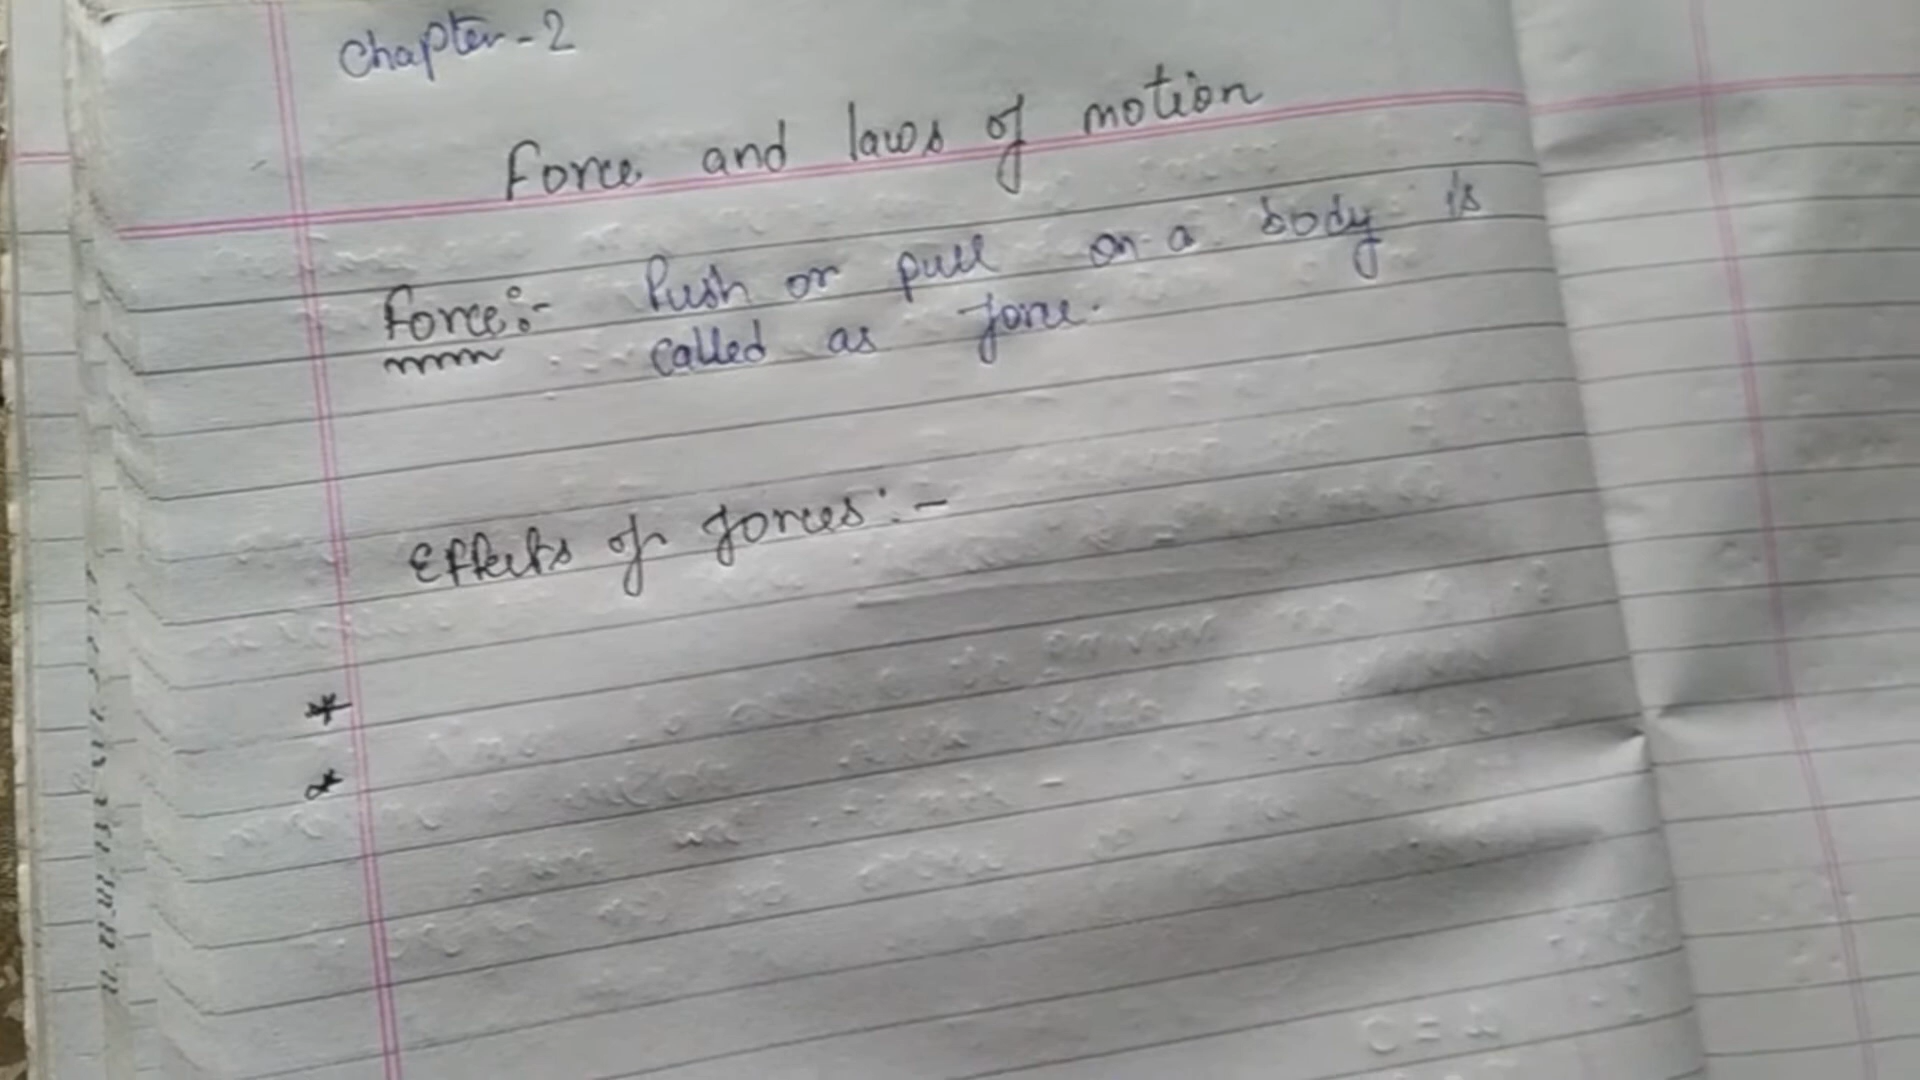 Chapter-2
Force and laws of motion
Force:- Push or pull on a body is
called as force.
Effects of forces:-
*
*